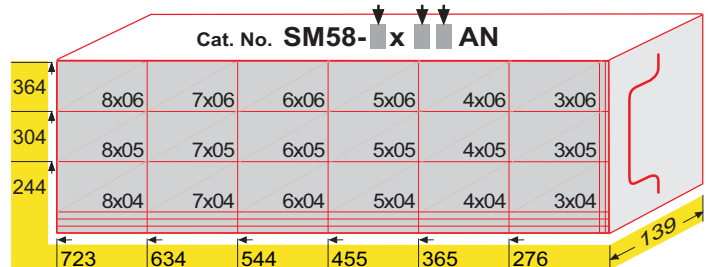 Cat. No. SM58- x AN
364 8x06 7x06 6x06 5x06 4x06 3x06
304 8x05 7x05 6x05 5x05 4x05 3x05
244 8x04 7x04 6x04 5x04 4x04 3x04
723 634 544 455 365 276 139